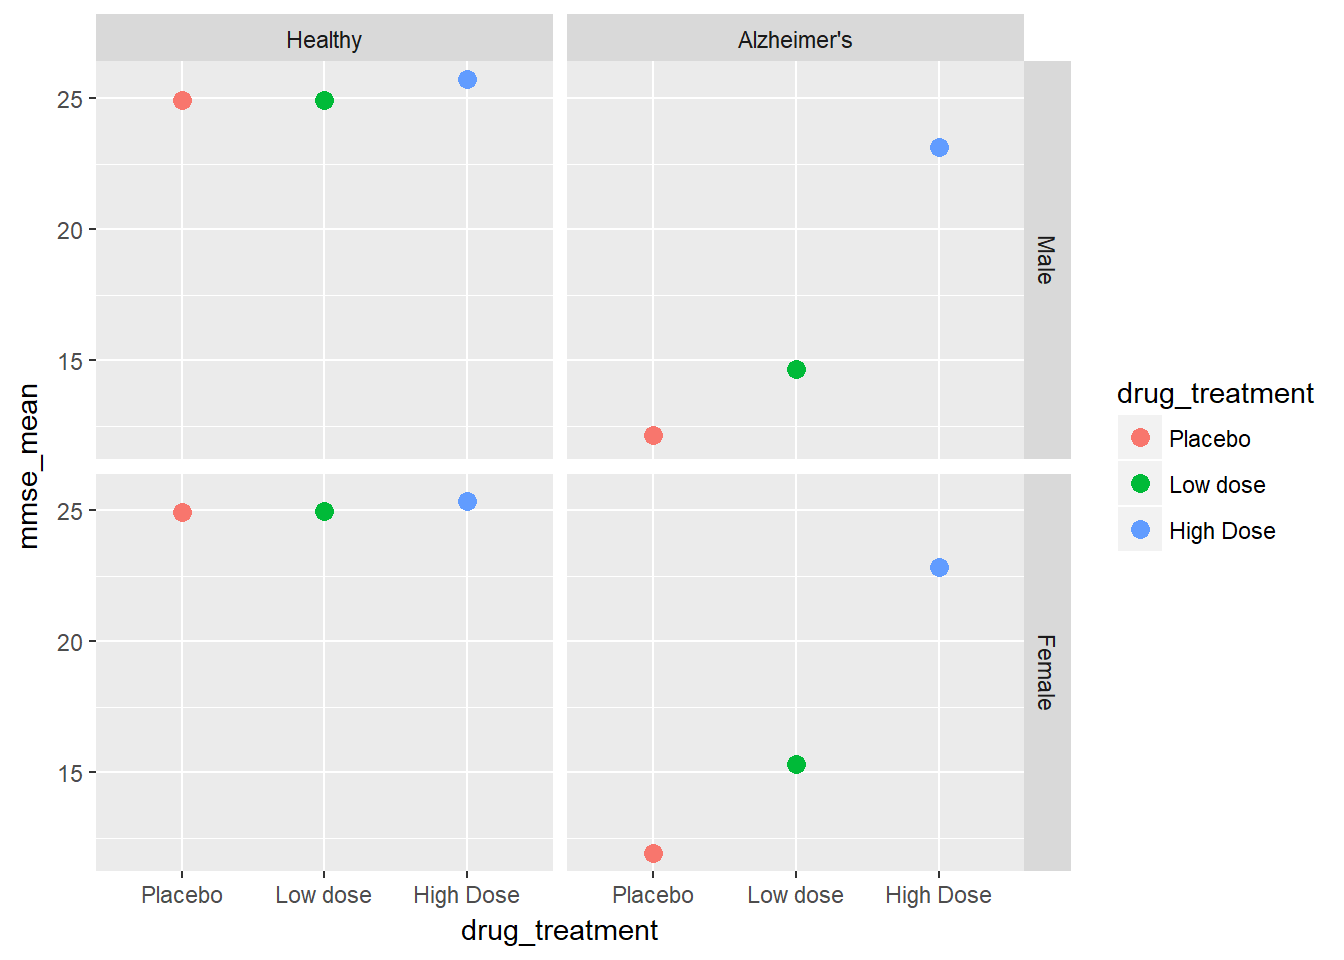 Healthy
Alzheimer's
25
20
15
Male
25
20
15
Female
mmse_mean
Placebo
Low dose
High Dose
Placebo
Low dose
High Dose
drug_treatment
drug_treatment
Placebo
Low dose
High Dose